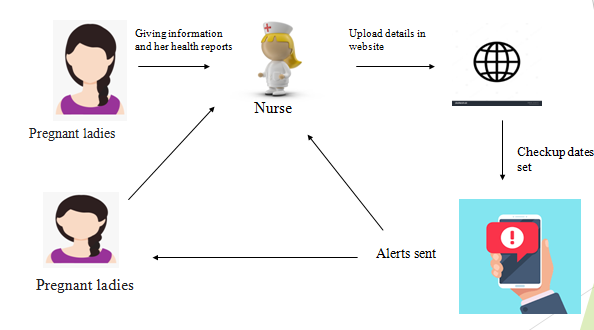 Giving information
and her health reports
Upload details in
website
Pregnant ladies
Nurse
Checkup dates
set
Alerts sent
Pregnant ladies